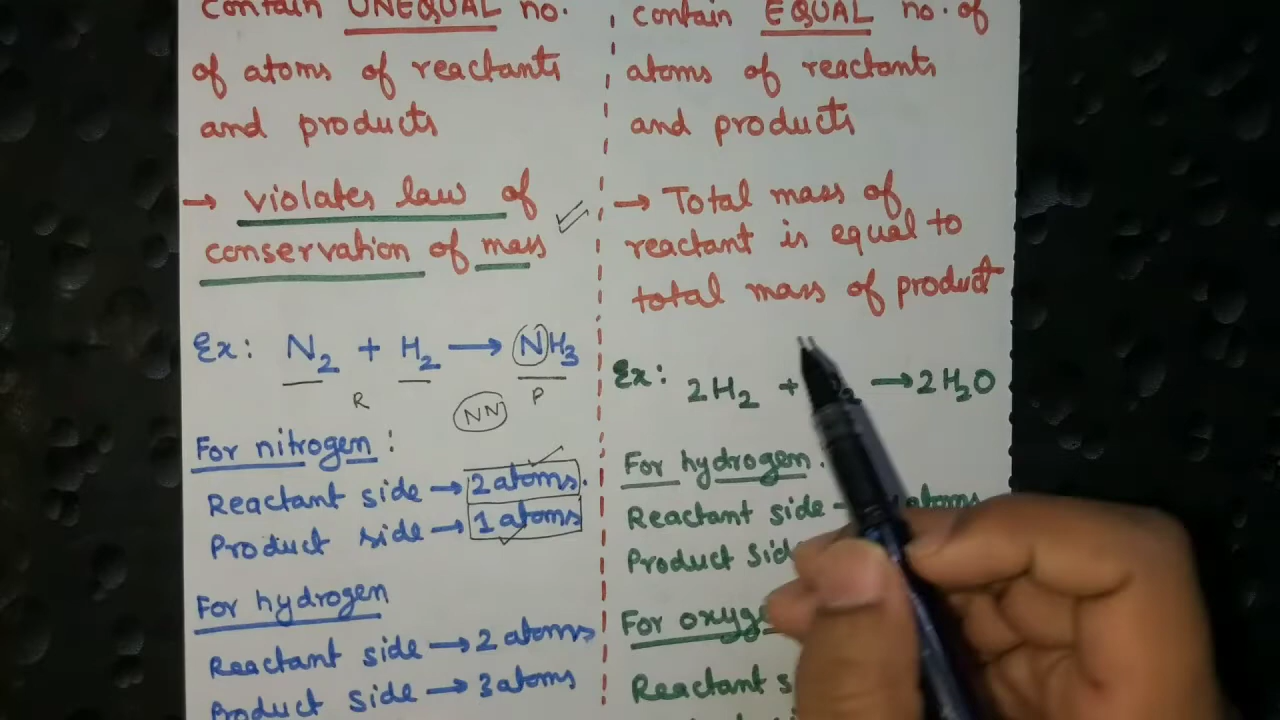 contain UNEQUAL no.
of atoms of reactants
and products
→ violates law of
conservation of mass
Ex: N₂ + H₂ → NH₃
R
NN
P
For nitrogen:
Reactant side → 2 atoms.
Product side → 1 atoms
For hydrogen
Reactant side → 2 atoms
Product side → 3 atoms
contain EQUAL no. of
atoms of reactants
and products
→ Total mass of
reactant is equal to
total mass of product
Ex: 2H₂ + ₂ → 2H₂O
For hydrogen.
Reactant side atoms
Product
For
Reactant